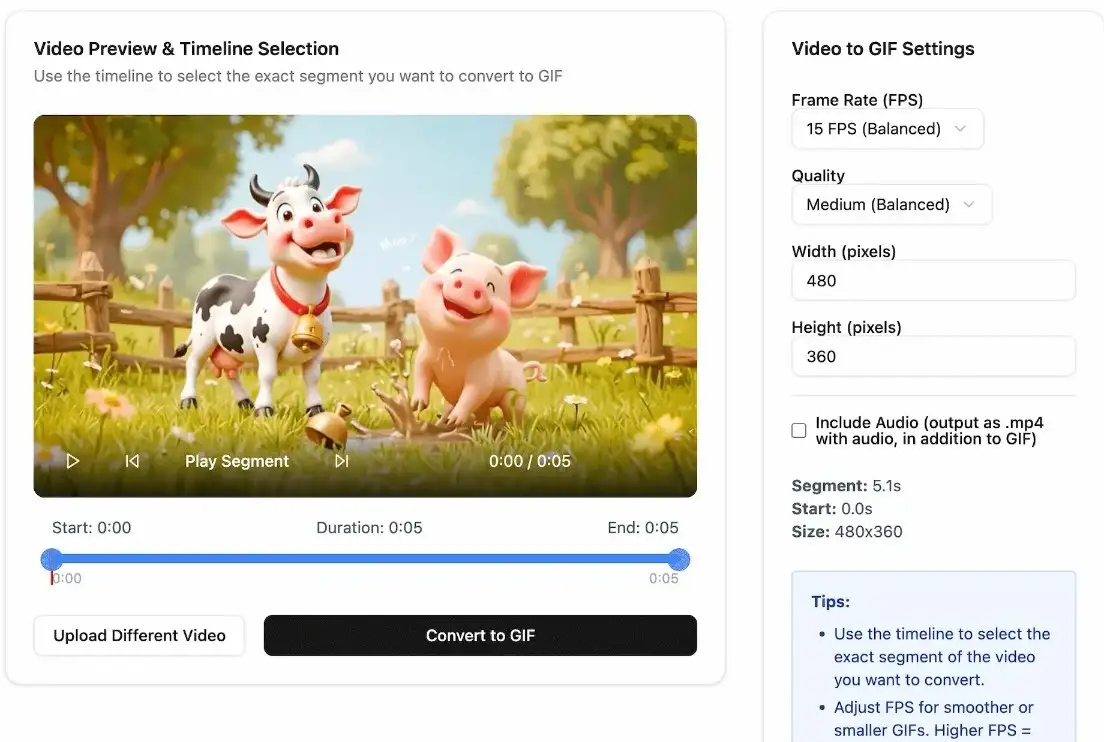 Video Preview & Timeline Selection
Use the timeline to select the exact segment you want to convert to GIF
Play Segment
0:00 / 0:05
Start: 0:00
Duration: 0:05
End: 0:05
0:00
0:05
Upload Different Video
Convert to GIF
Video to GIF Settings
Frame Rate (FPS)
15 FPS (Balanced)
Quality
Medium (Balanced)
Width (pixels)
480
Height (pixels)
360
Include Audio (output as .mp4
with audio, in addition to GIF)
Segment: 5.1s
Start: 0.0s
Size: 480x360
Tips:
• Use the timeline to select the
exact segment of the video
you want to convert.
• Adjust FPS for smoother or
smaller GIFs. Higher FPS =